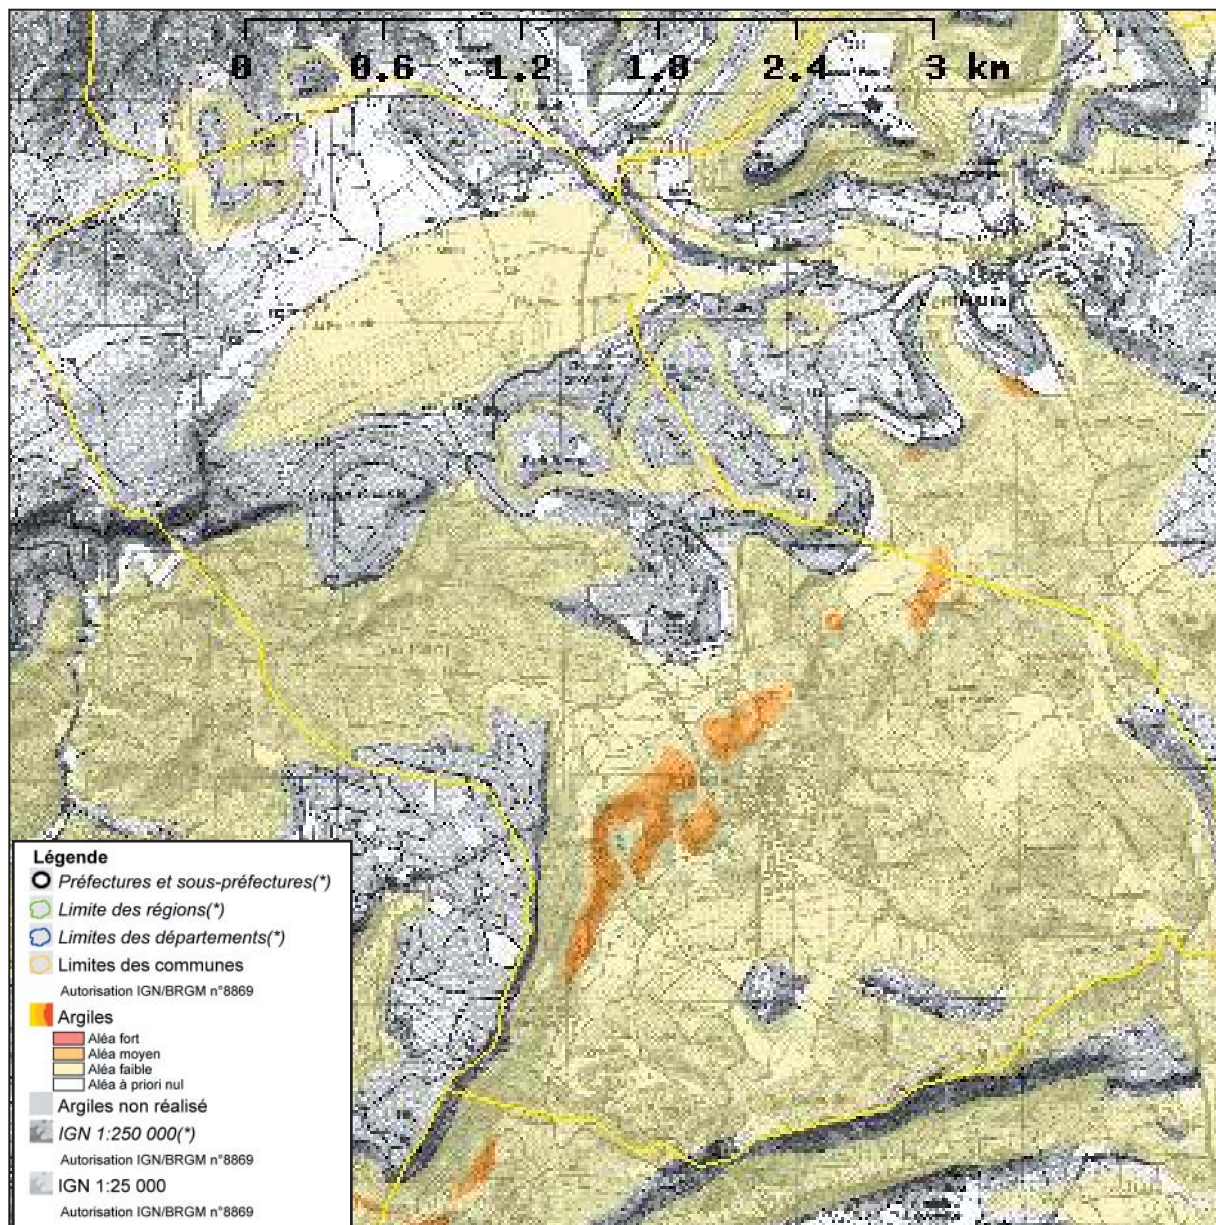 0 0.6 1.2 1.8 2.4 3 km
Légende
Préfectures et sous-préfectures(*)
Limite des régions(*)
Limites des départements(*)
Limites des communes
Autorisation IGN/BRGM n°8869
Argiles
Aléa fort
Aléa moyen
Aléa faible
Aléa à priori nul
Argiles non réalisé
IGN 1:250 000(*)
Autorisation IGN/BRGM n°8869
IGN 1:25 000
Autorisation IGN/BRGM n°8869